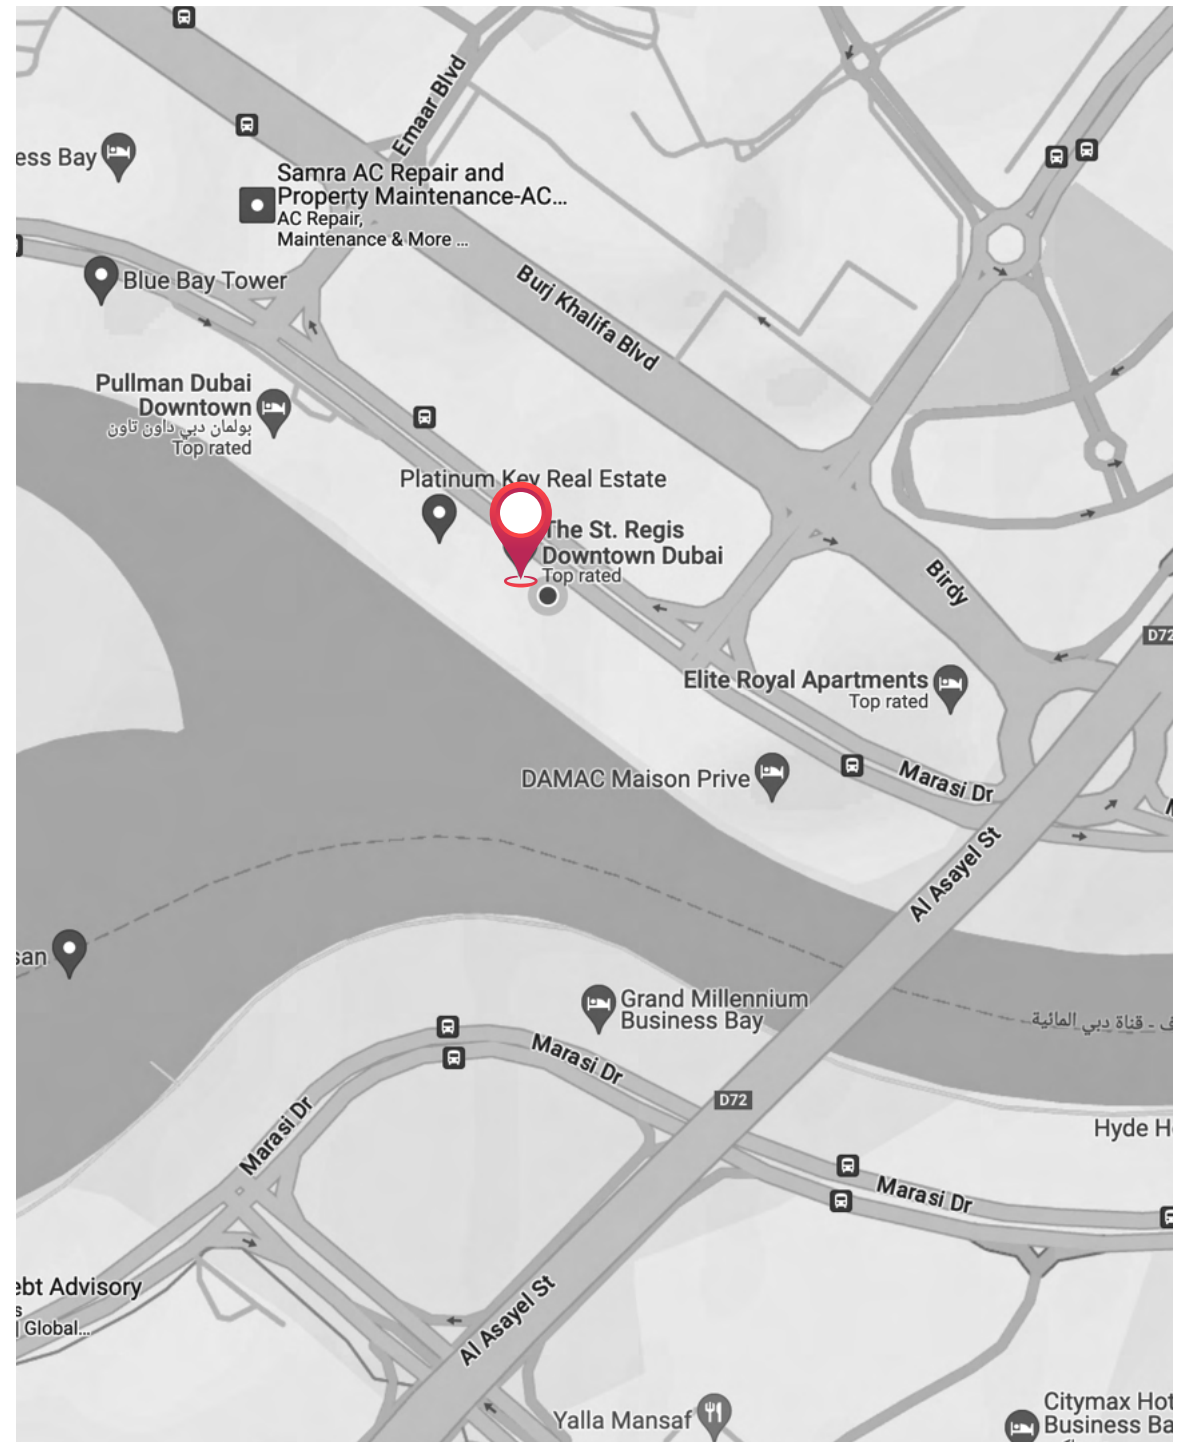 Emaar Blvd
ess Bay
Samra AC Repair and
Property Maintenance-AC...
AC Repair,
Maintenance & More ...
Blue Bay Tower
Burj Khalifa Blvd
Pullman Dubai
Downtown
بولمان دبي داون تاون
Top rated
Platinum Key Real Estate
The St. Regis
Downtown Dubai
Top rated
Birdy
D72
Elite Royal Apartments
Top rated
DAMAC Maison Prive
Marasi Dr
Al Asayel St
san
Grand Millennium
Business Bay
ف - قناة دبي المائية
Marasi Dr
D72
Marasi Dr
Hyde H
Marasi Dr
ebt Advisory
s
Global...
Al Asayel St
Yalla Mansaf
Citymax Hot
Business Ba